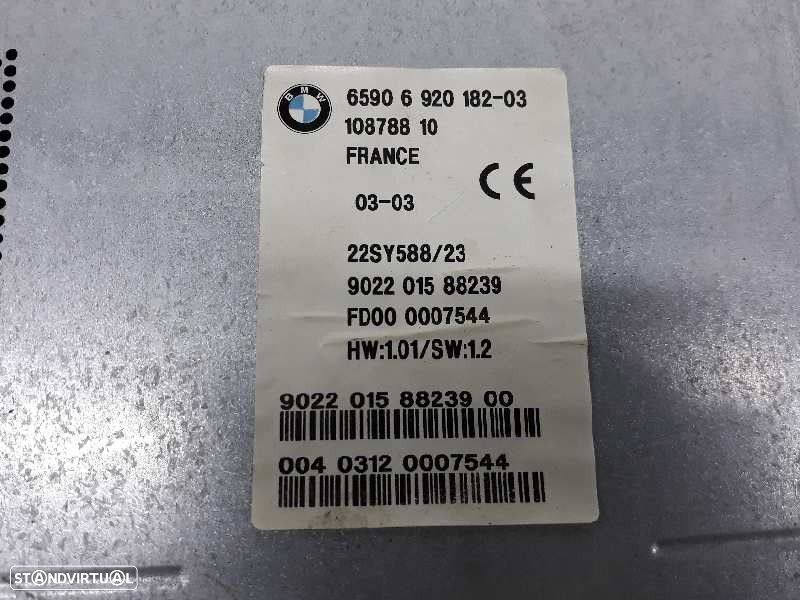 BMW
6590 6 920 182-03
108788 10
FRANCE
CE
03-03
22SY588/23
9022 015 88239
FD00 0007544
HW:1.01/SW:1.2
9022 015 88239 00
004 0312 0007544
STANDVIRTUAL